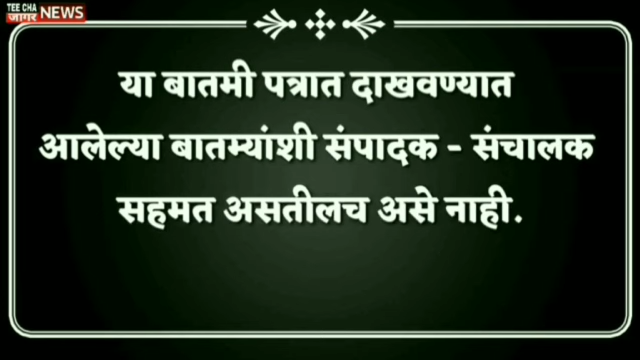 TEE CHA
जागर NEWS
या बातमी पत्रात दाखवण्यात
आलेल्या बातम्यांशी संपादक - संचालक
सहमत असतीलच असे नाही.